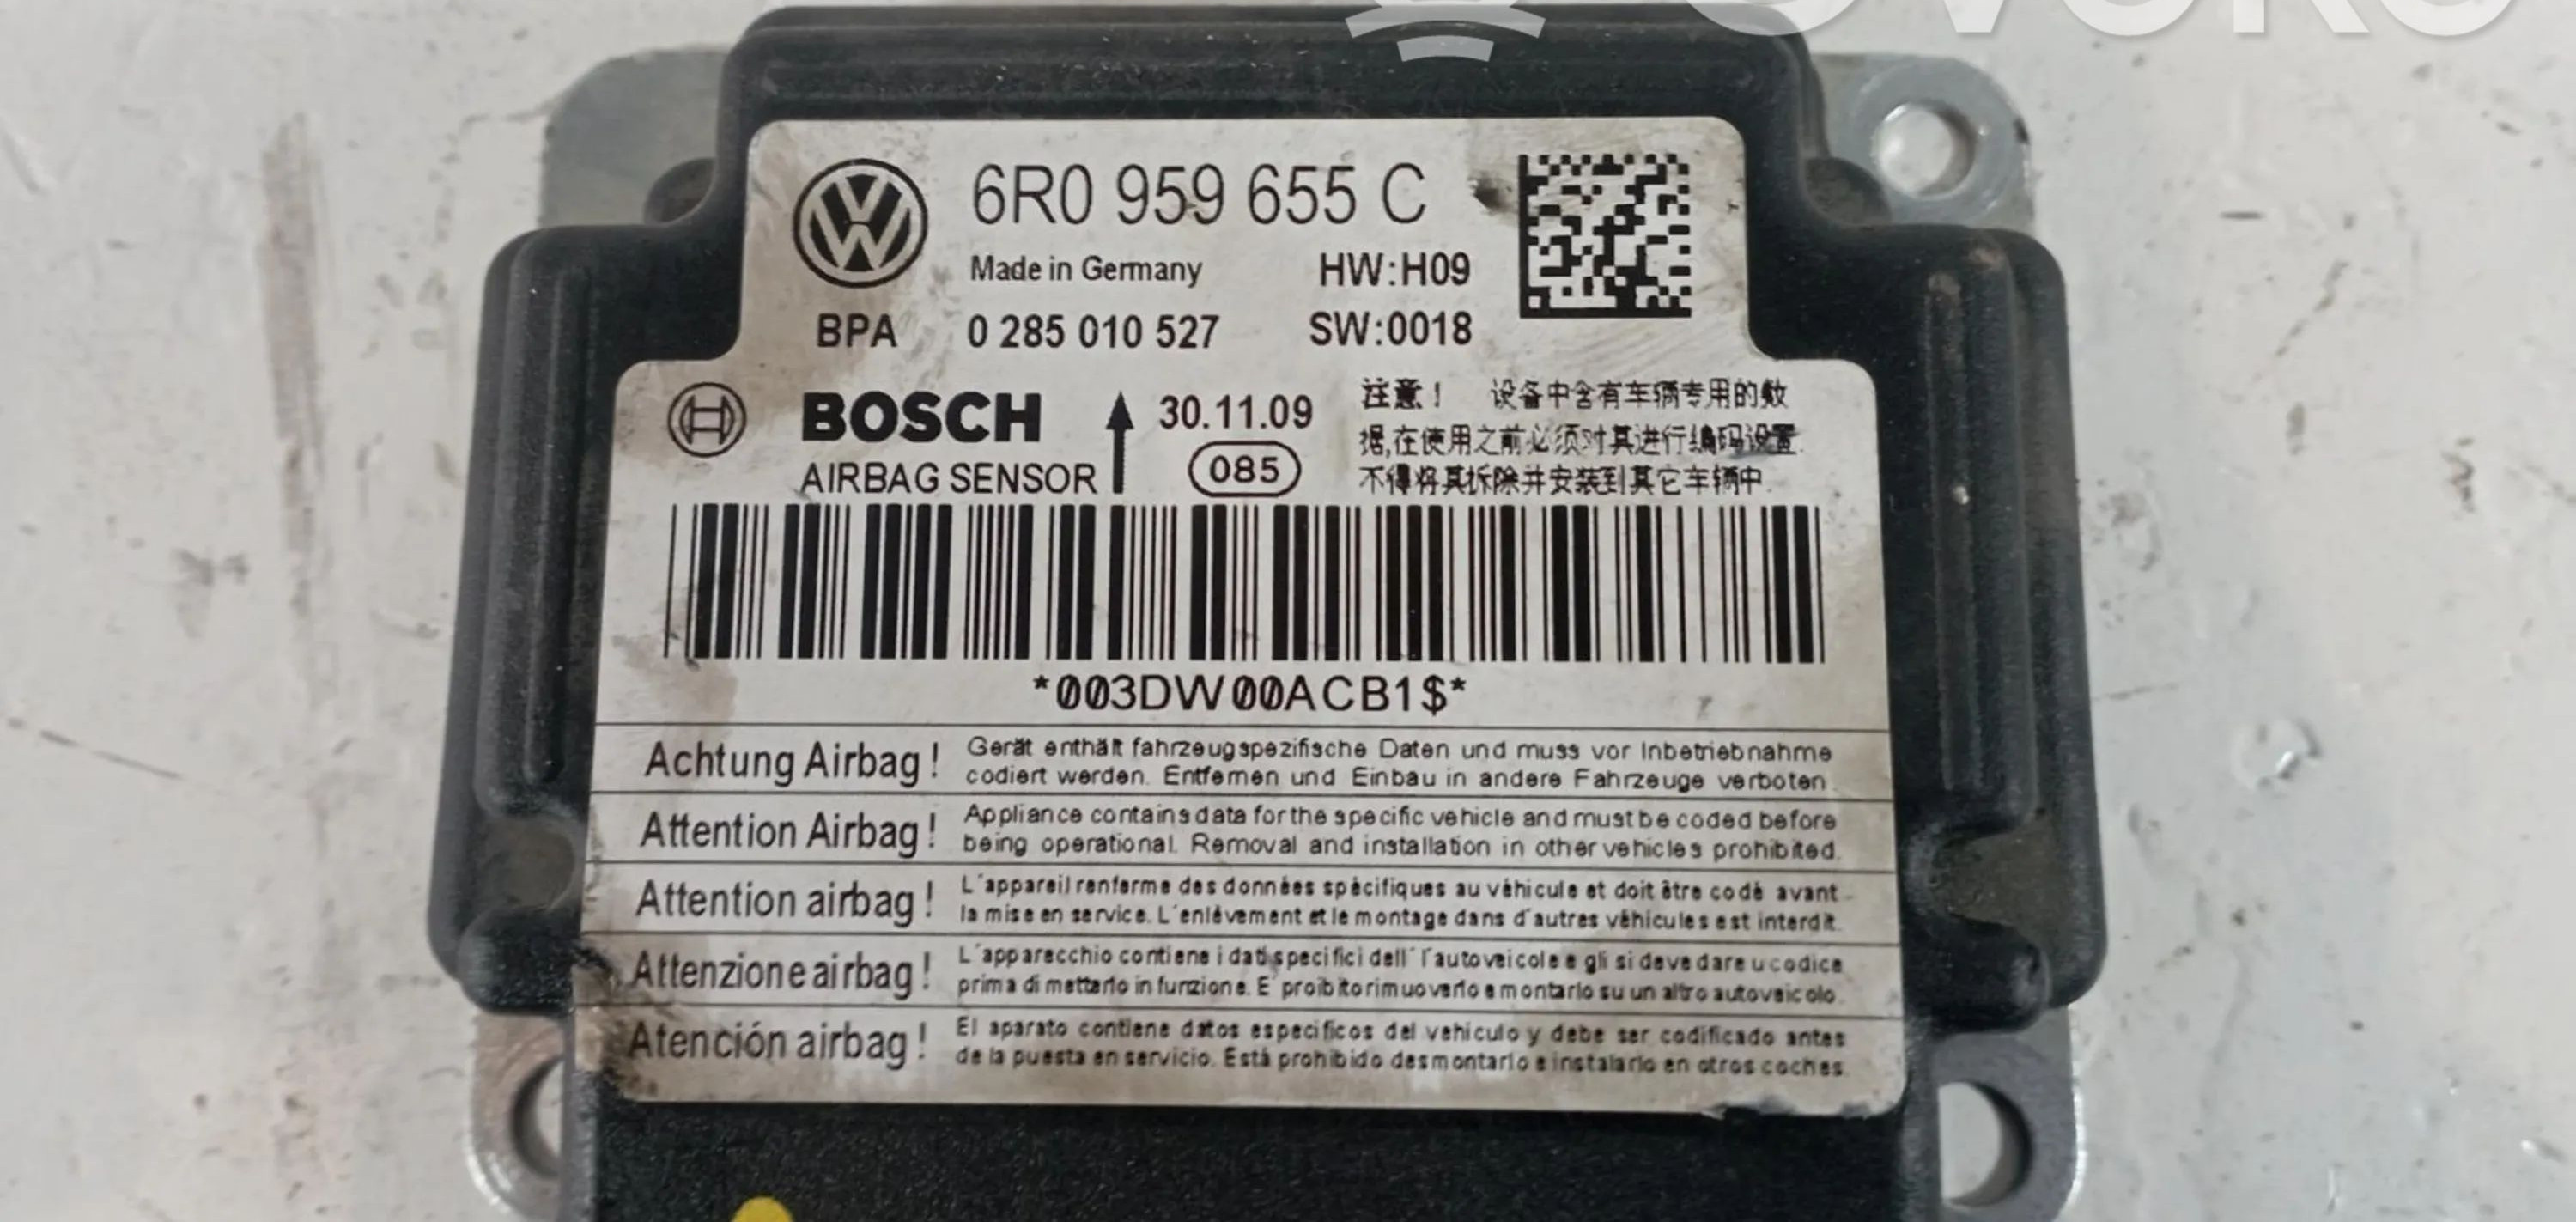 OVOKO
6R0 959 655 C
Made in Germany HW:H09
BPA 0 285 010 527 SW:0018
BOSCH 30.11.09
AIRBAG SENSOR 085
注意！ 设备中含有车辆专用的数
据,在使用之前必须对其进行编码设置.
不得将其拆除并安装到其它车辆中.
*003DW00ACB1$*
Achtung Airbag! Gerät enthält fahrzeugspezifische Daten und muss vor Inbetriebnahme
codiert werden. Entfernen und Einbau in andere Fahrzeuge verboten.
Attention Airbag! Appliance contains data for the specific vehicle and must be coded before
being operational. Removal and installation in other vehicles prohibited.
Attention airbag! L´appareil renferme des données spécifiques au véhicule et doit être codé avant
la mise en service. L´enlèvement et le montage dans d´autres véhicules est interdit.
Attenzione airbag! L´apparecchio contiene i dati specifici dell´ l´autoveicolo e gli si deve dare u codice
prima di mettarlo in funzione. E´ proibito rimuoverlo e montarlo su un altro autoveicolo.
Atención airbag! El aparato contiene datos especificos del vehiculo y debe ser codificado antes
de la puesta en servicio. Está prohibido desmontarlo e instalarlo en otros coches.